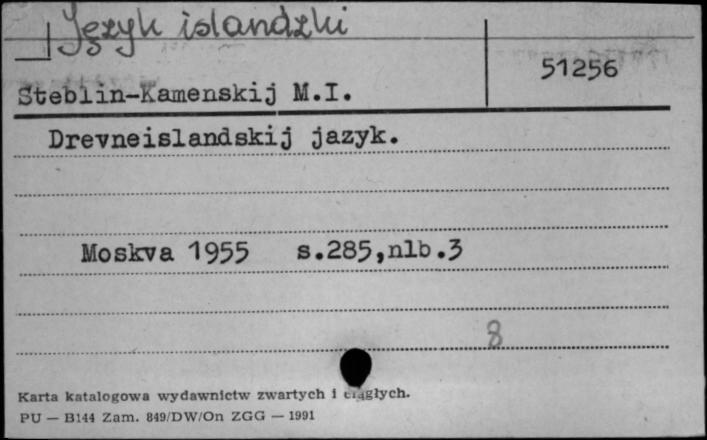 Język islandzki
51256
Steblin-Kamenskij M.I.
Drevneislandskij jazyk.
Moskva 1955 s.285,nlb.3
8
Karta katalogowa wydawnictw zwartych i ciągłych.
PU — B144 Zam. 849/DW/On ZGG — 1991